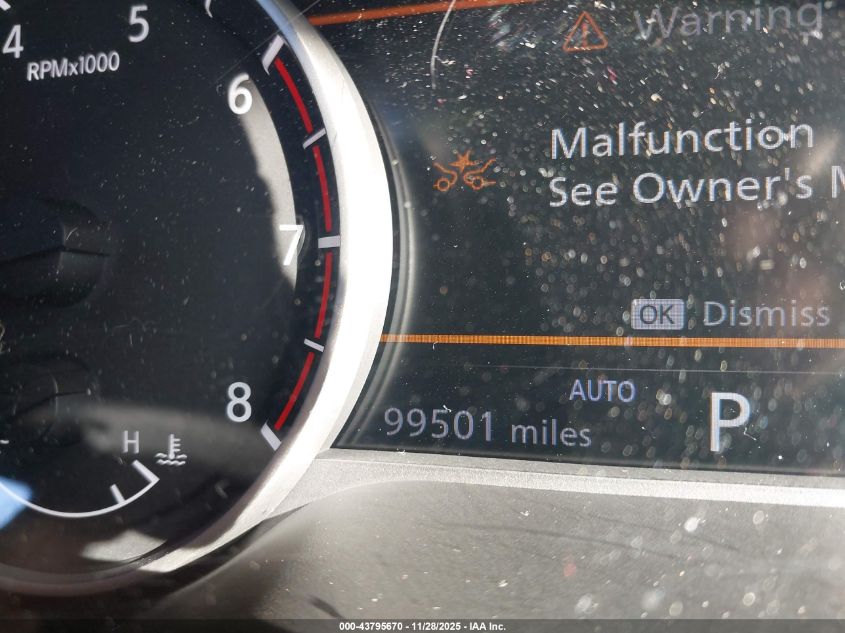 4
5
RPMx1000
6
7
8
H
Warning
Malfunction
See Owner's M
OK Dismiss
AUTO
99501 miles P
000-43795670 - 11/28/2025 - IAA Inc.